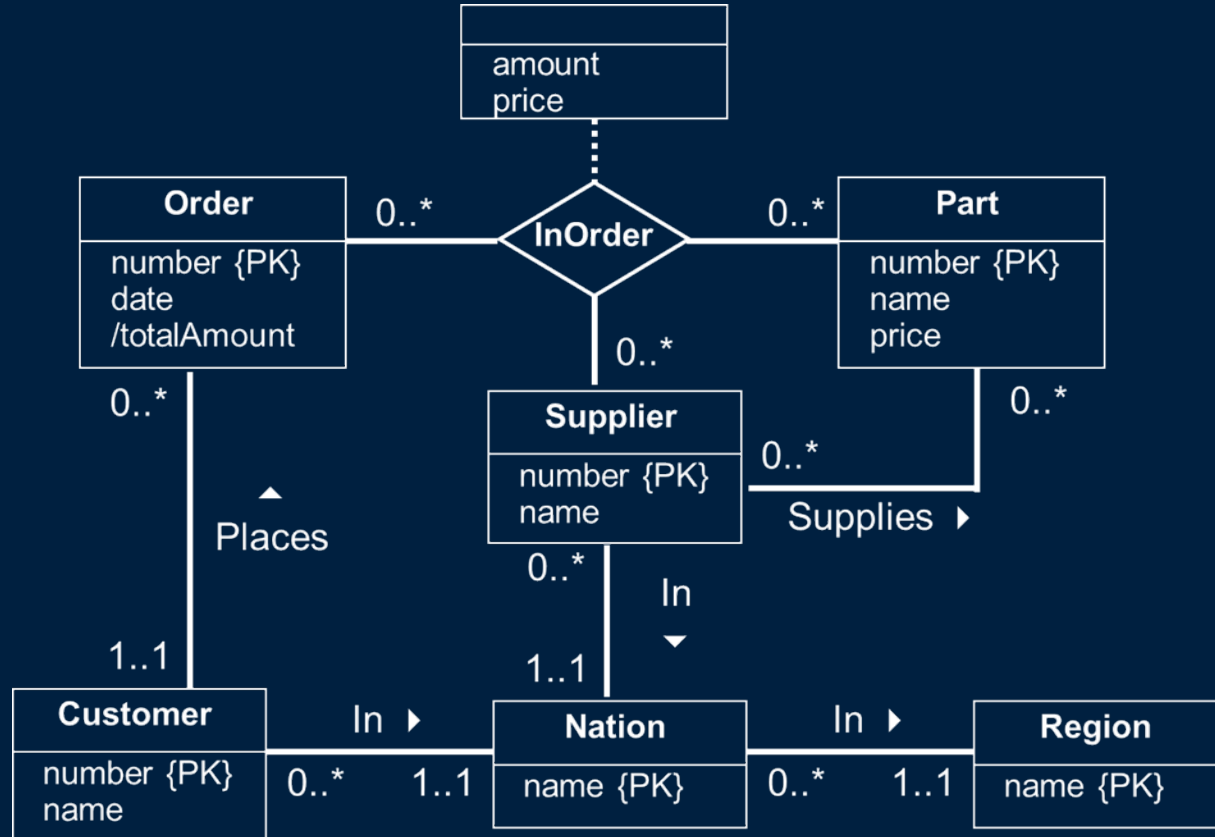 amount
price
Order
number {PK}
date
/totalAmount
0..*
InOrder
0..*
Part
number {PK}
name
price
0..*
0..*
Supplier
number {PK}
name
0..*
0..*
Supplies
Places
0..*
In
1..1
1..1
Customer
number {PK}
name
In
0..*
1..1
Nation
name {PK}
In
0..*
1..1
Region
name {PK}